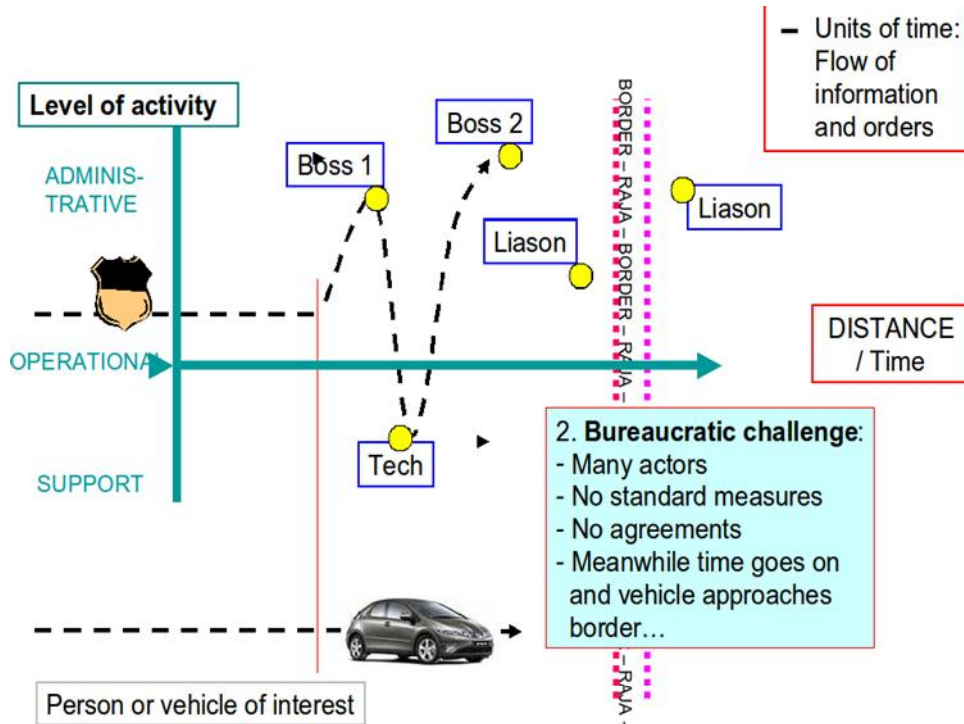 – Units of time:
Flow of
information
and orders
Level of activity
ADMINIS-
TRATIVE
Boss 1
Boss 2
Liason
Liason
BORDER – RAJA – BORDER – RAJA –
– RAJA –
OPERATIONAL
DISTANCE
/ Time
SUPPORT
Tech
2. Bureaucratic challenge:
- Many actors
- No standard measures
- No agreements
- Meanwhile time goes on
and vehicle approaches
border…
Person or vehicle of interest